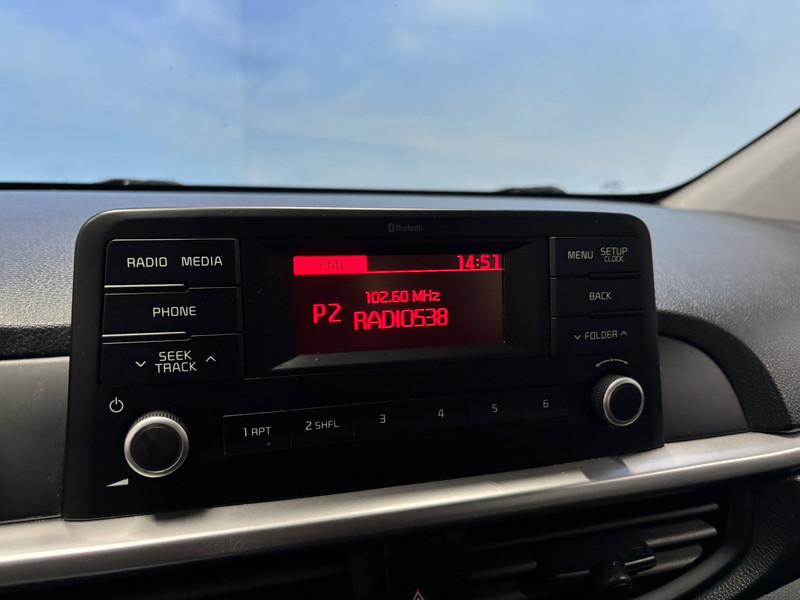 Bluetooth
RADIO MEDIA
PHONE
SEEK
TRACK
FM1 14:51
102.60 MHz
P2 RADIO538
MENU SETUP
CLOCK
BACK
FOLDER
1 RPT 2 SHFL 3 4 5 6